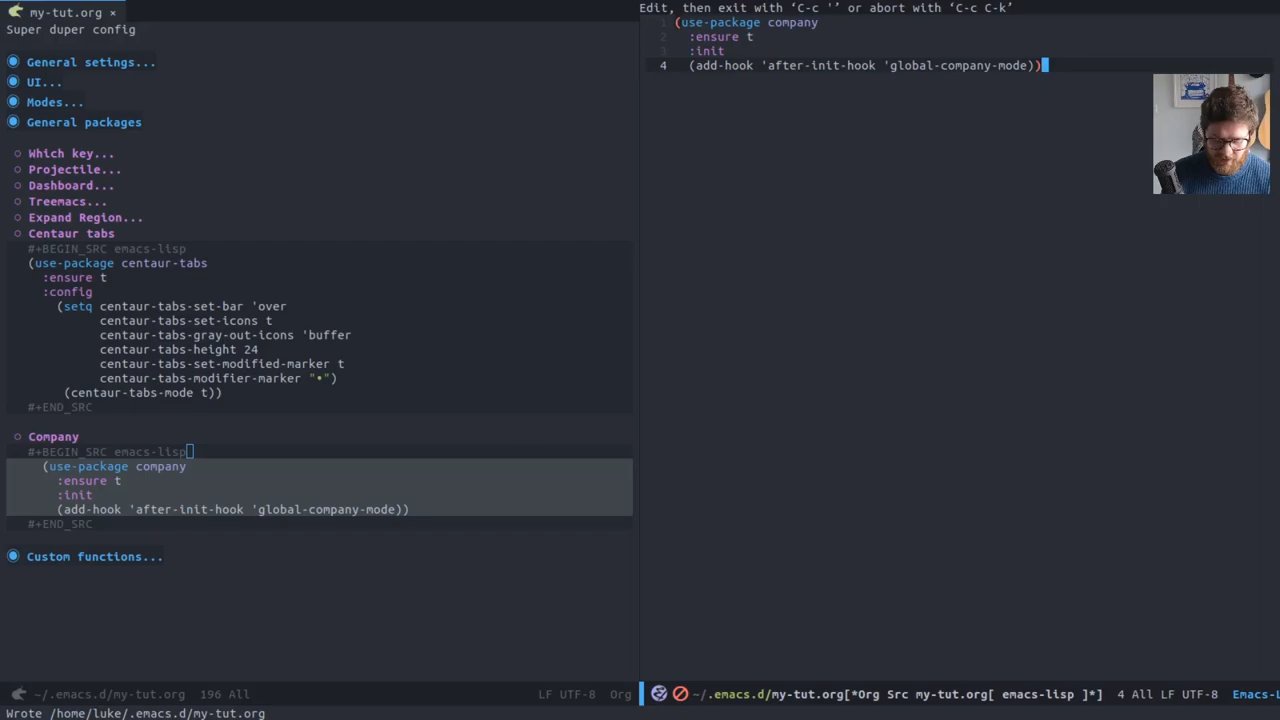 my-tut.org ×
Super duper config
General setings...
UI...
Modes...
General packages
Which key...
Projectile...
Dashboard...
Treemacs...
Expand Region...
Centaur tabs
#+BEGIN_SRC emacs-lisp
(use-package centaur-tabs
:ensure t
:config
(setq centaur-tabs-set-bar 'over
centaur-tabs-set-icons t
centaur-tabs-gray-out-icons 'buffer
centaur-tabs-height 24
centaur-tabs-set-modified-marker t
centaur-tabs-modifier-marker "•")
(centaur-tabs-mode t))
#+END_SRC
Company
#+BEGIN_SRC emacs-lisp
(use-package company
:ensure t
:init
(add-hook 'after-init-hook 'global-company-mode))
#+END_SRC
Custom functions...
~/.emacs.d/my-tut.org 196 All LF UTF-8 Org
Wrote /home/luke/.emacs.d/my-tut.org
Edit, then exit with ‘C-c '’ or abort with ‘C-c C-k’
1 (use-package company
2 :ensure t
3 :init
4 (add-hook 'after-init-hook 'global-company-mode))
~/.emacs.d/my-tut.org[*Org Src my-tut.org[ emacs-lisp ]*] 4 All LF UTF-8 Emacs-L